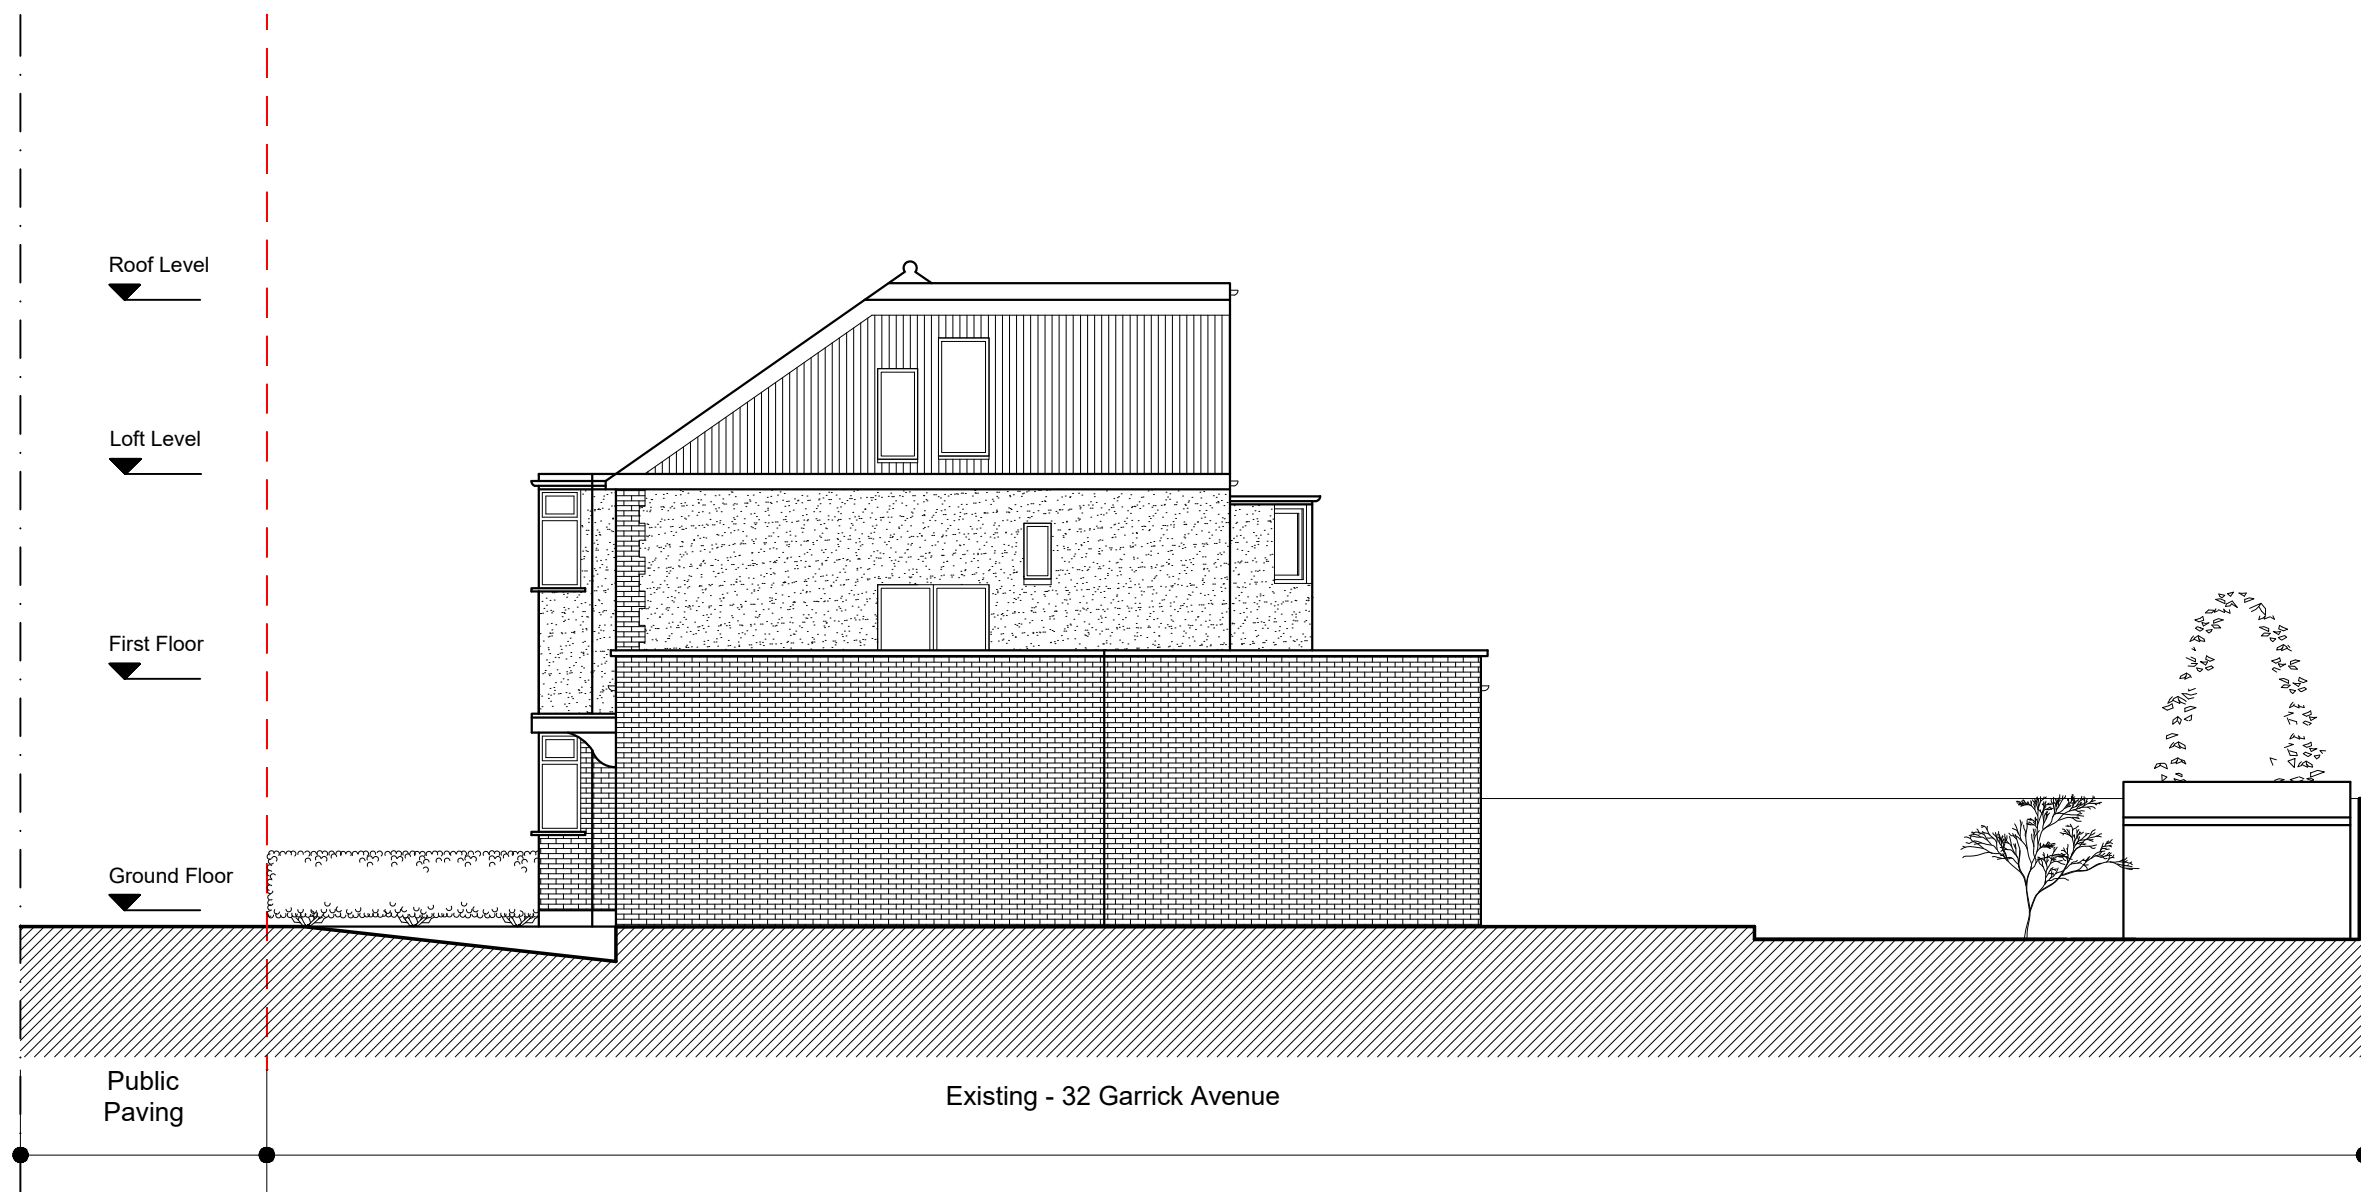 Roof Level
Loft Level
First Floor
Ground Floor
Public
Paving
Existing - 32 Garrick Avenue